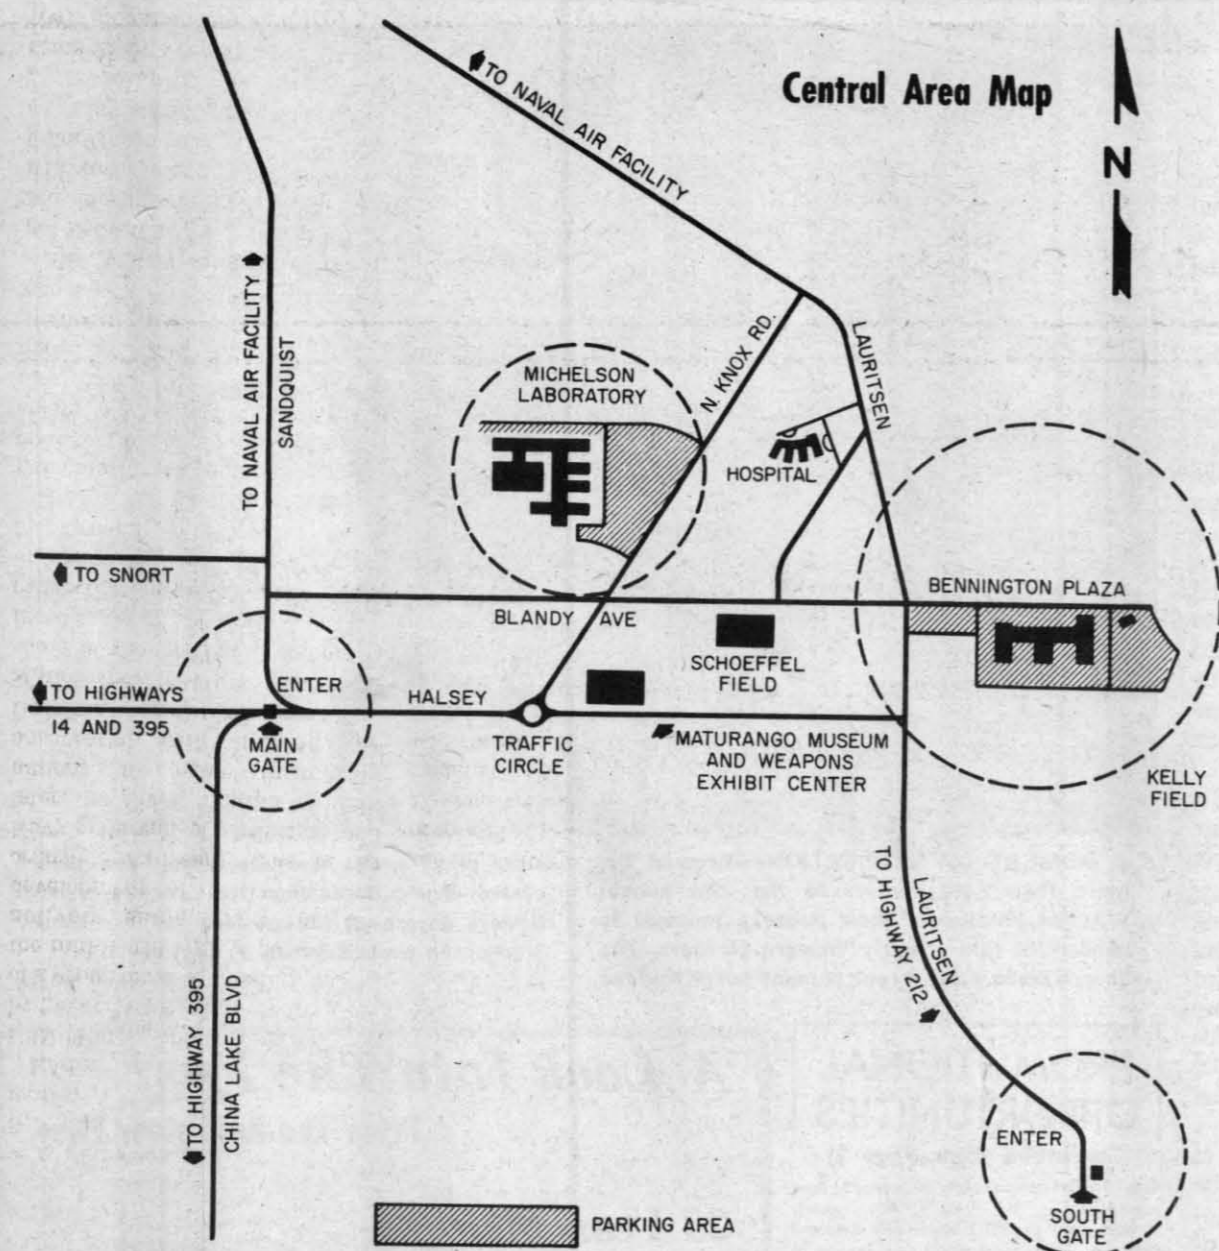 Central Area Map
N
TO NAVAL AIR FACILITY
TO NAVAL AIR FACILITY
SANDQUIST
N. KNOX RD.
LAURITSEN
MICHELSON
LABORATORY
HOSPITAL
TO SNORT
BENNINGTON PLAZA
BLANDY AVE
SCHOEFFEL
FIELD
TO HIGHWAYS
14 AND 395
ENTER
HALSEY
MAIN
GATE
TRAFFIC
CIRCLE
MATURANGO MUSEUM
AND WEAPONS
EXHIBIT CENTER
KELLY
FIELD
LAURITSEN
TO HIGHWAY 212
TO HIGHWAY 395
CHINA LAKE BLVD
ENTER
SOUTH
GATE
PARKING AREA